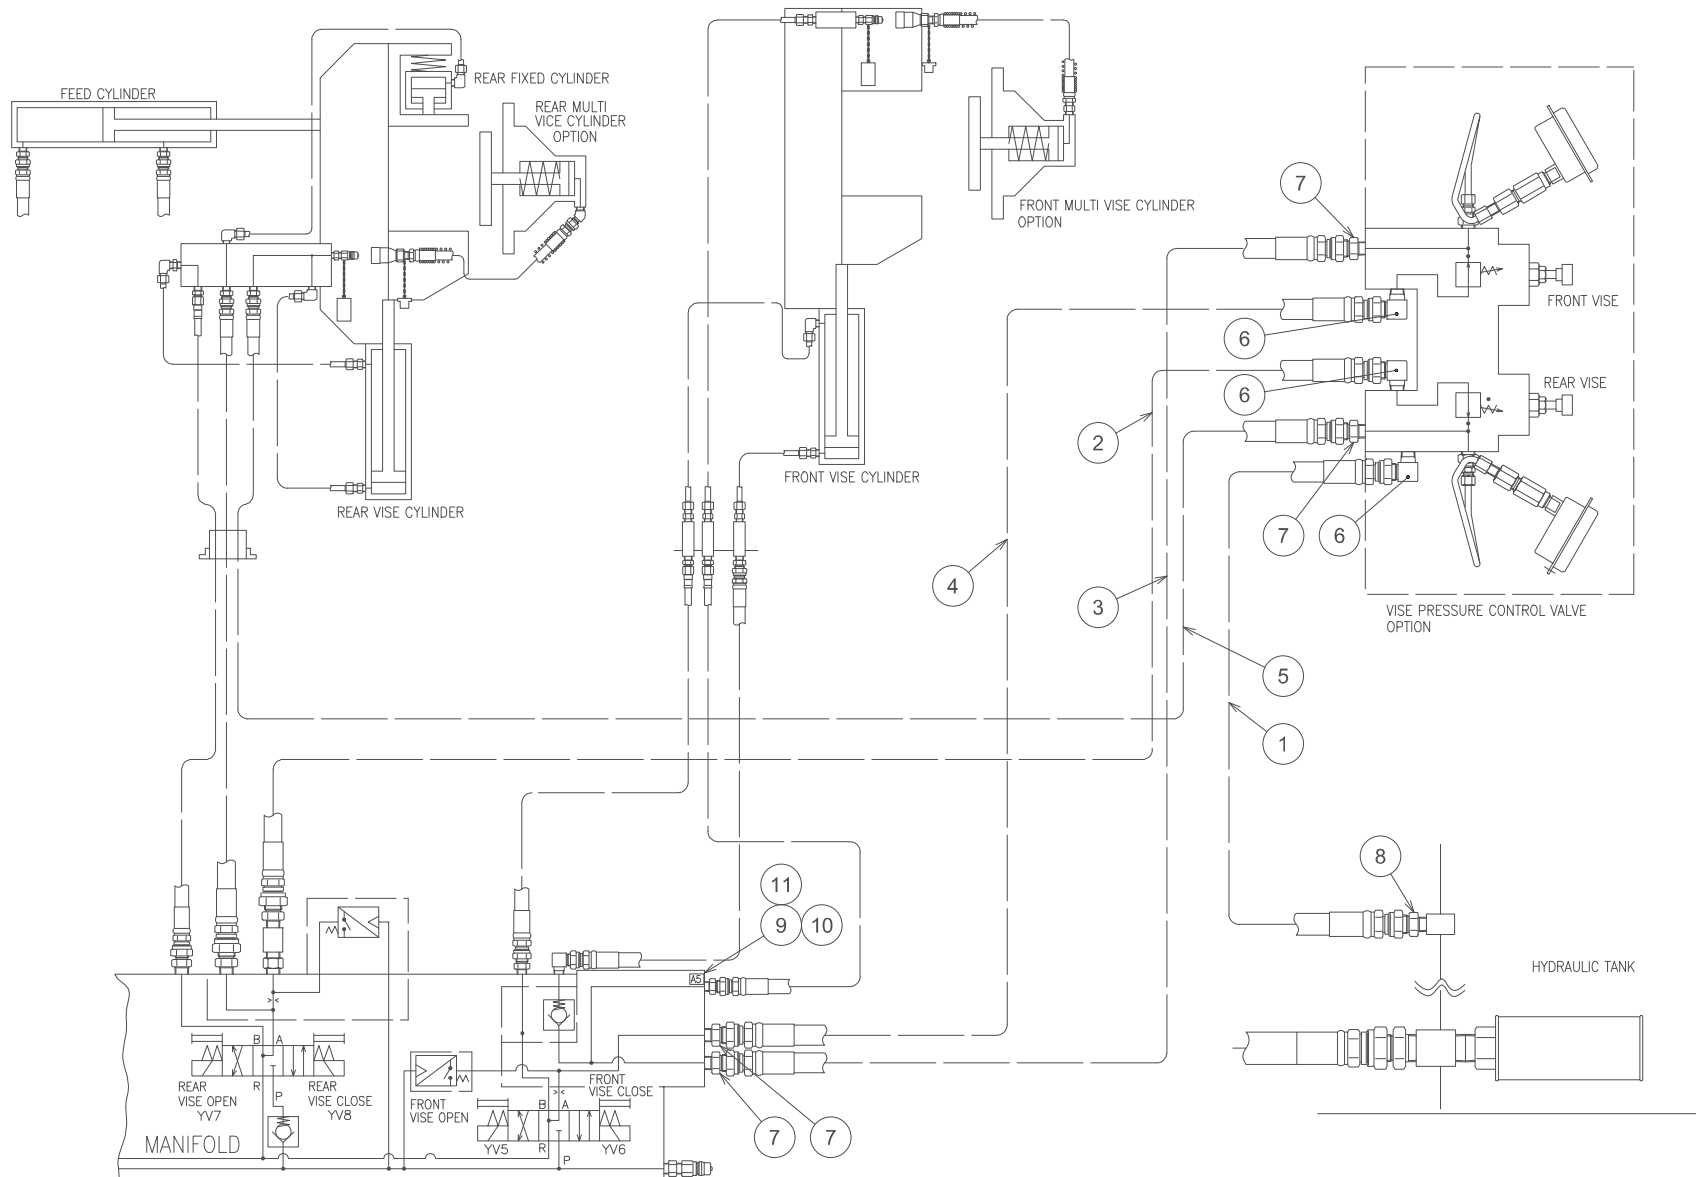 REAR FIXED CYLINDER
FEED CYLINDER
REAR MULTI
VICE CYLINDER
OPTION
7
FRONT MULTI VISE CYLINDER
OPTION
FRONT VISE
6
6
REAR VISE
2
FRONT VISE CYLINDER
REAR VISE CYLINDER
7
6
4
3
VISE PRESSURE CONTROL VALVE
OPTION
5
1
8
11
9
10
HYDRAULIC TANK
A5
B
A
REAR
VISE OPEN
YV7
R
P
REAR
VISE CLOSE
YV8
FRONT
VISE OPEN
FRONT
VISE CLOSE
B
A
YV5
R
P
YV6
7
7
MANIFOLD